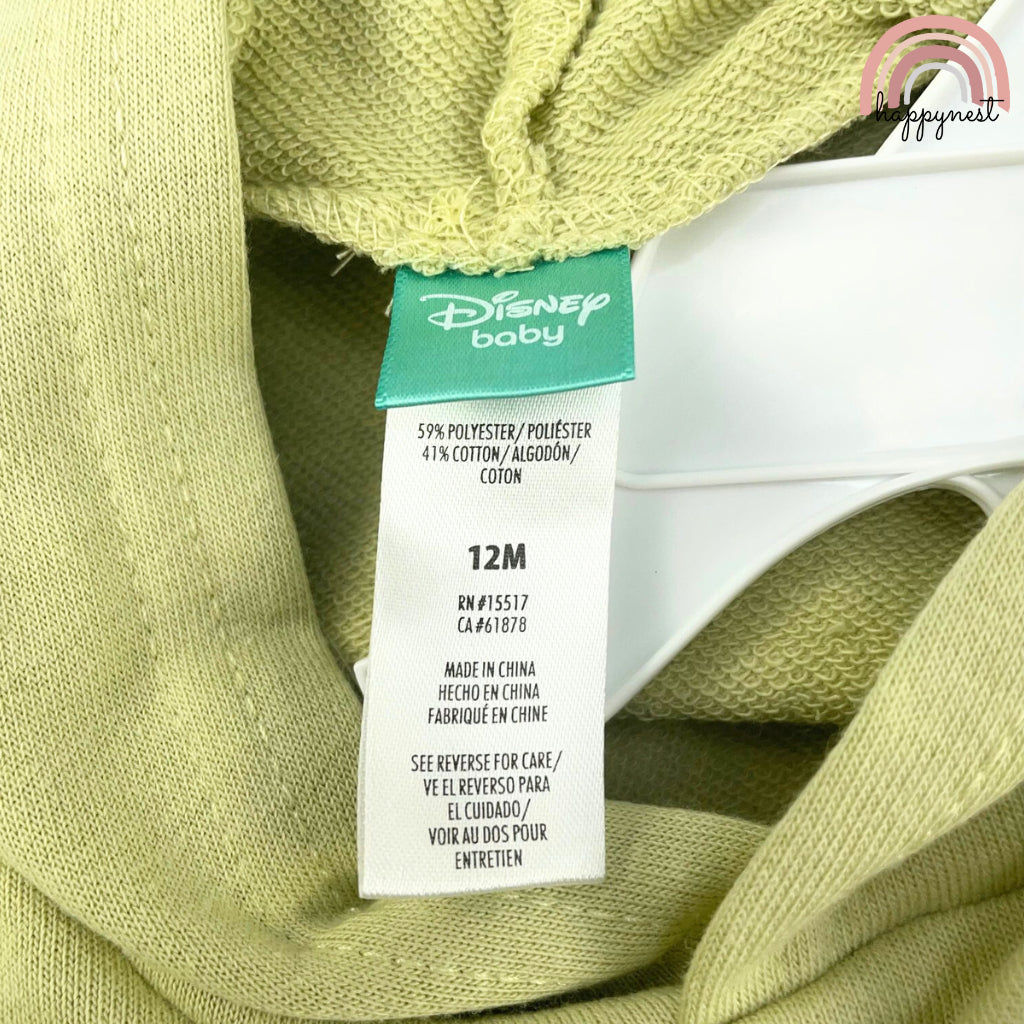 happynest
Disney
baby
59% POLYESTER/POLIÉSTER
41% COTTON/ALGODÓN/
COTON
12M
RN#15517
CA#61878
MADE IN CHINA
HECHO EN CHINA
FABRIQUÉ EN CHINE
SEE REVERSE FOR CARE/
VE EL REVERSO PARA
EL CUIDADO/
VOIR AU DOS POUR
ENTRETIEN